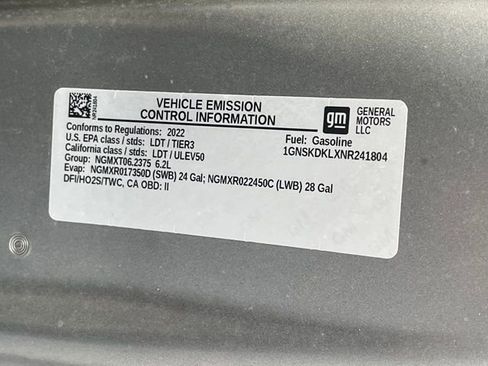 NR241804
VEHICLE EMISSION
CONTROL INFORMATION
gm
GENERAL
MOTORS
LLC
Conforms to Regulations: 2022
U.S. EPA class / stds: LDT / TIER3
California class / stds: LDT / ULEV50
Group: NGMXT06.2375 6.2L
Evap: NGMXR017350D (SWB) 24 Gal; NGMXR022450C (LWB) 28 Gal
DFI/HO2S/TWC, CA OBD: II
Fuel: Gasoline
1GNSKDKLXNR241804